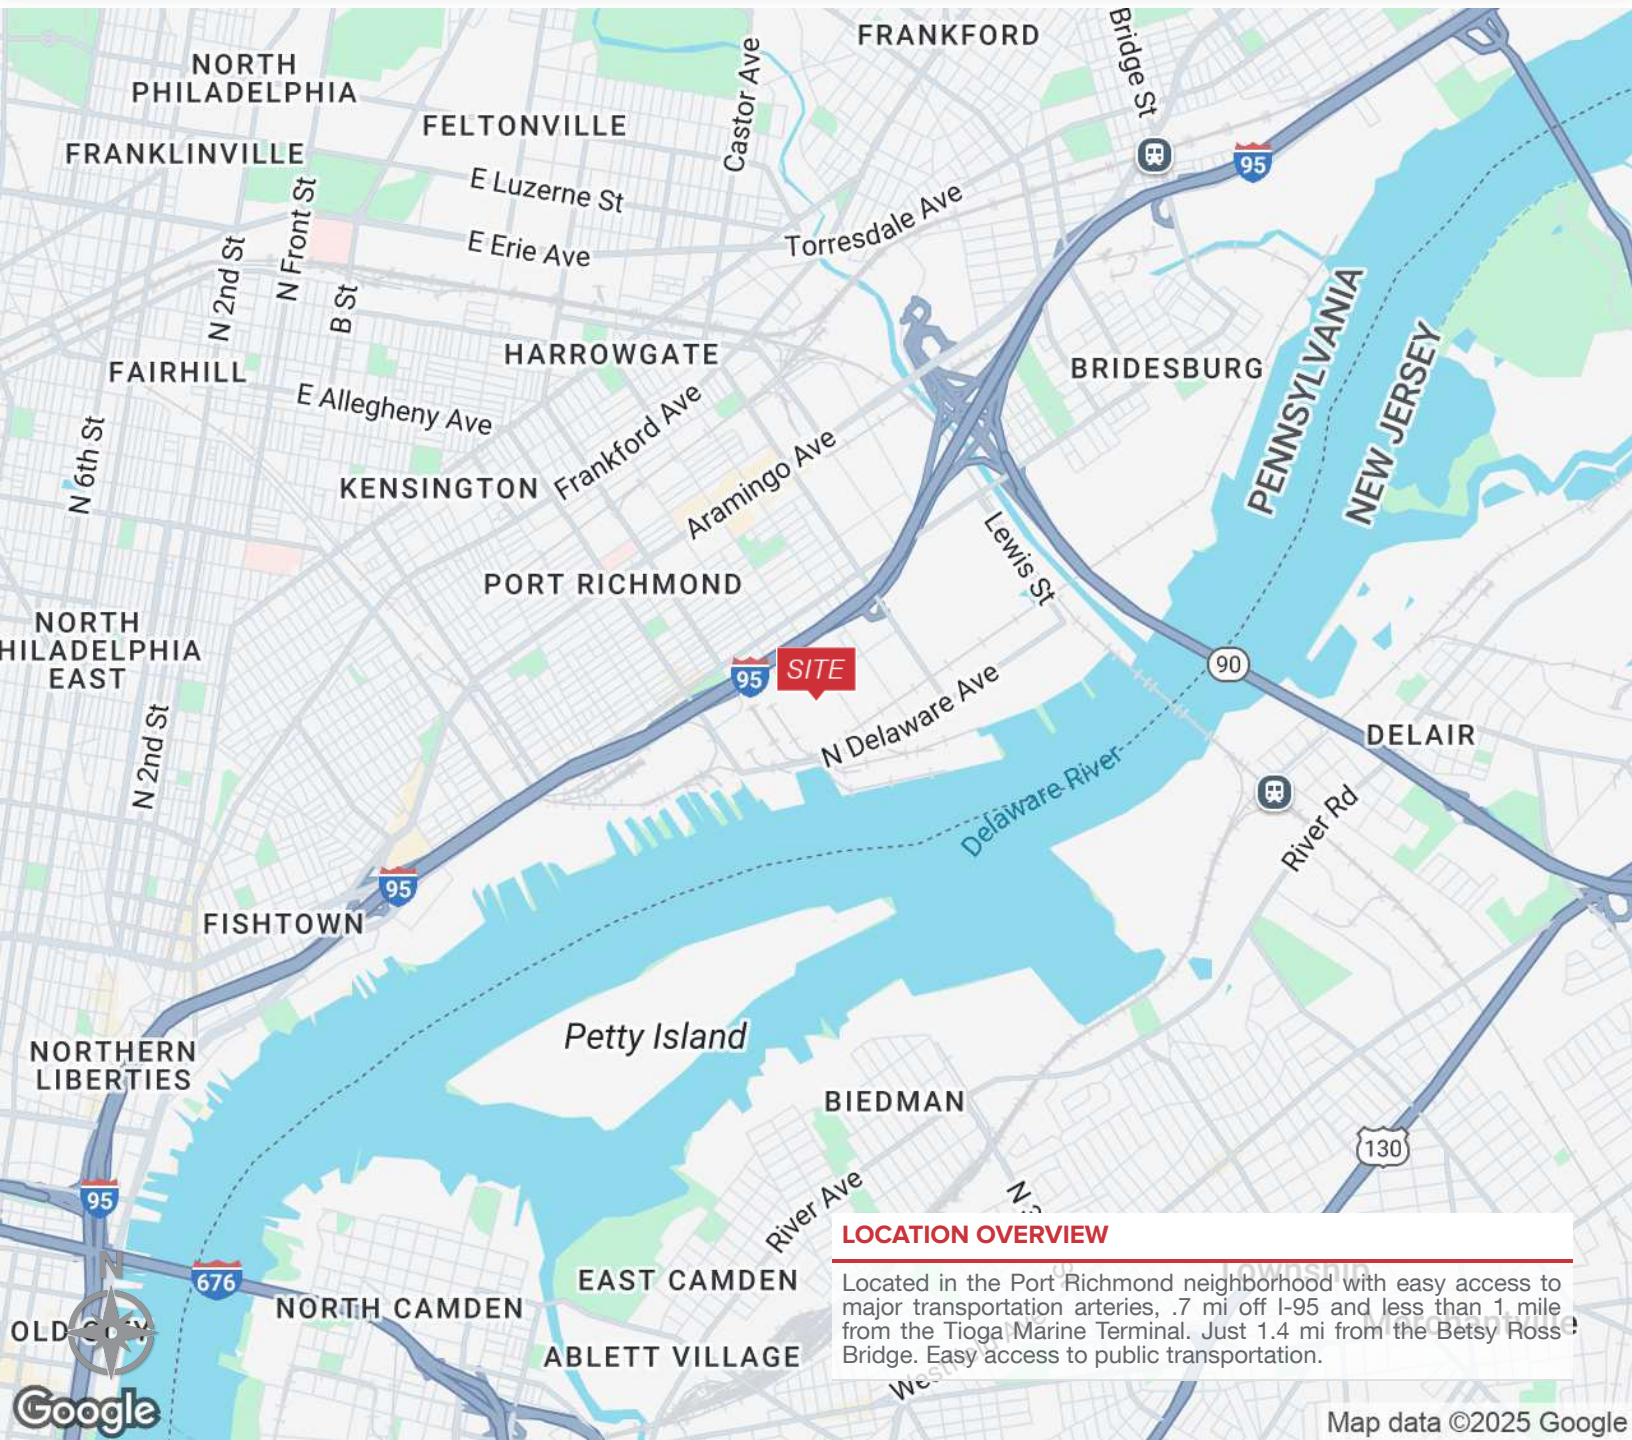 FRANKFORD
Bridge St
NORTH
PHILADELPHIA
Castor Ave
FELTONVILLE
FRANKLINVILLE
95
E Luzerne St
N Front St
Torresdale Ave
E Erie Ave
N 2nd St
B St
PENNSYLVANIA
NEW JERSEY
HARROWGATE
BRIDESBURG
FAIRHILL
E Allegheny Ave
Frankford Ave
Aramingo Ave
N 6th St
KENSINGTON
Lewis St
PORT RICHMOND
NORTH
HILADELPHIA
EAST
95
SITE
90
N Delaware Ave
DELAIR
N 2nd St
Delaware River
River Rd
95
FISHTOWN
Petty Island
NORTHERN
LIBERTIES
BIEDMAN
130
95
River Ave
N
N
LOCATION OVERVIEW
676
EAST CAMDEN
Township
NORTH CAMDEN
Located in the Port Richmond neighborhood with easy access to
major transportation arteries, .7 mi off I-95 and less than 1 mile
from the Tioga Marine Terminal. Just 1.4 mi from the Betsy Ross
Bridge. Easy access to public transportation.
Merchantville
OLD CITY
ABLETT VILLAGE
Westfield Ave
Google
Map data ©2025 Google